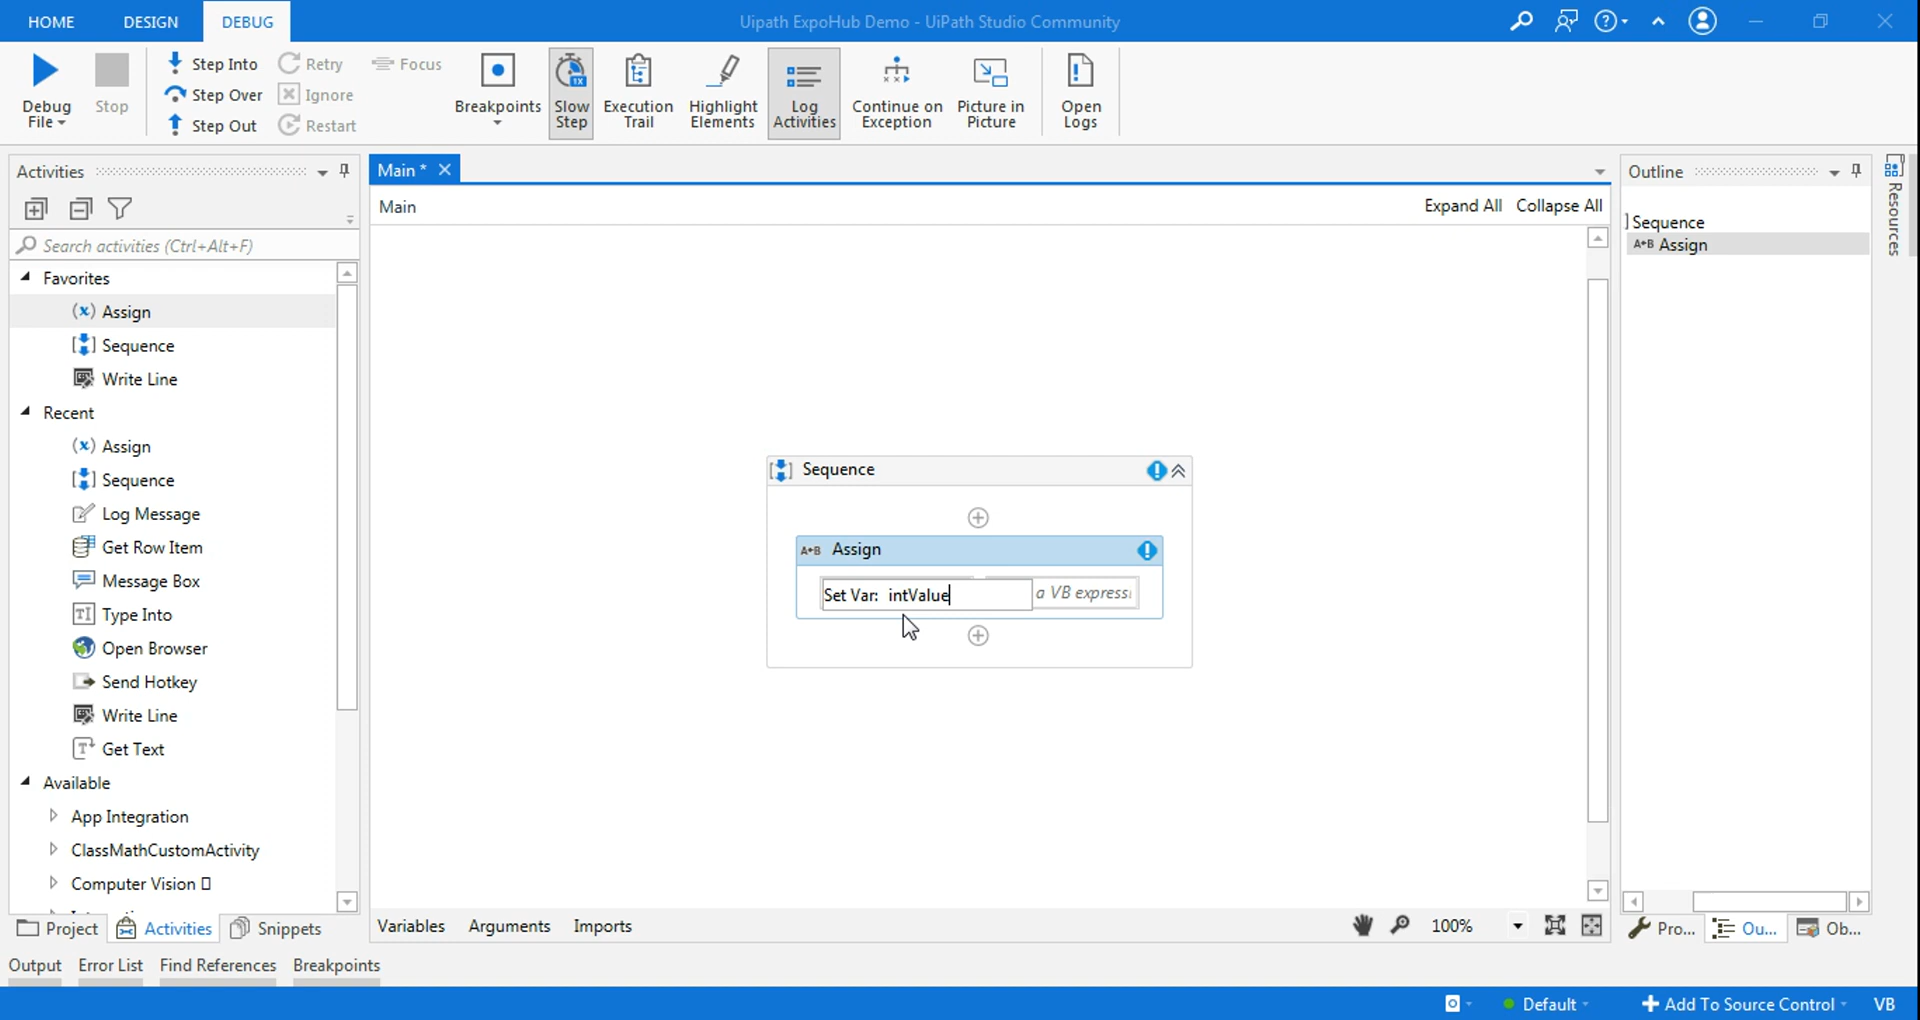 HOME DESIGN DEBUG
Uipath ExpoHub Demo - UiPath Studio Community
Debug File
Stop
Step Into
Step Over
Step Out
Retry
Ignore
Restart
Focus
Breakpoints
Slow Step
Execution Trail
Highlight Elements
Log Activities
Continue on Exception
Picture in Picture
Open Logs
Activities
Search activities (Ctrl+Alt+F)
Favorites
Assign
Sequence
Write Line
Recent
Assign
Sequence
Log Message
Get Row Item
Message Box
Type Into
Open Browser
Send Hotkey
Write Line
Get Text
Available
App Integration
ClassMathCustomActivity
Computer Vision
Project Activities Snippets
Main *
Main
Expand All Collapse All
Sequence
A+B Assign
Set Var: intValue
a VB express
Variables Arguments Imports
100%
Outline
Sequence
A+B Assign
Resources
Pro... Ou... Ob...
Output Error List Find References Breakpoints
Default
Add To Source Control
VB